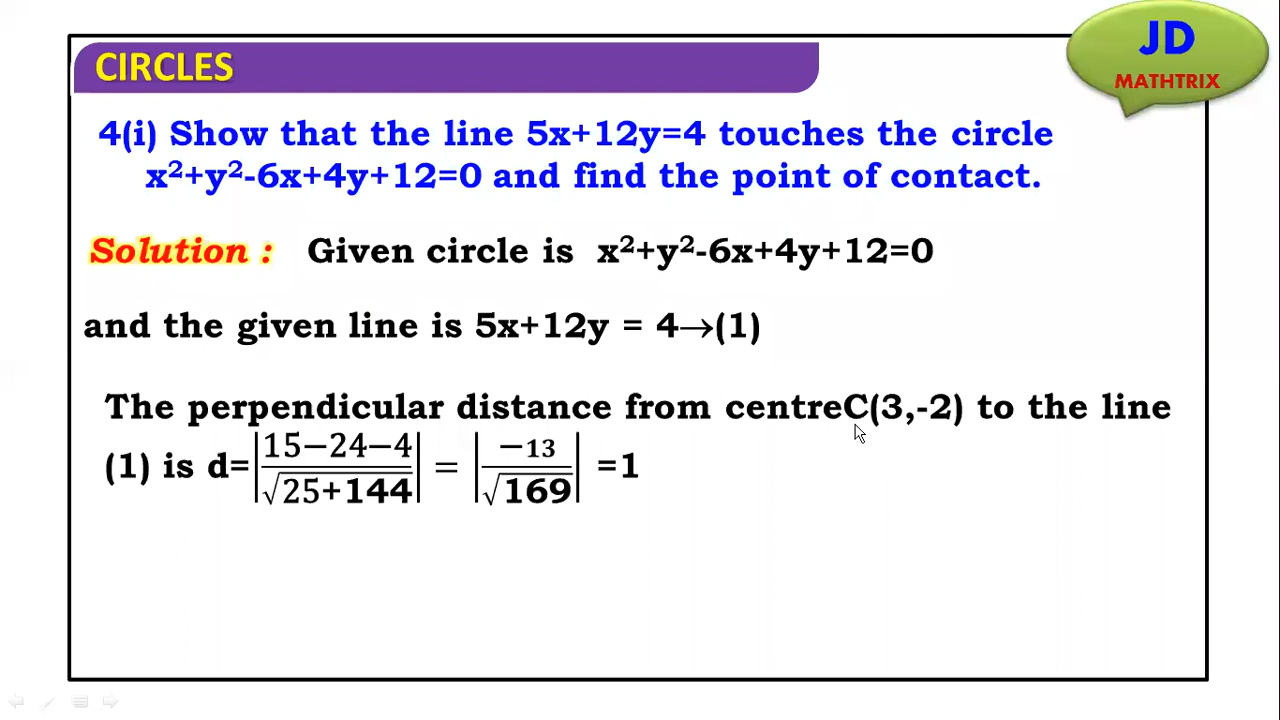 JD
MATHTRIX
CIRCLES
4(i) Show that the line 5x+12y=4 touches the circle
x²+y²-6x+4y+12=0 and find the point of contact.
Solution : Given circle is x²+y²-6x+4y+12=0
and the given line is 5x+12y = 4→(1)
The perpendicular distance from centreC(3,-2) to the line
(1) is d=|(15−24−4)/√(25+144)| = |−13/√169| =1